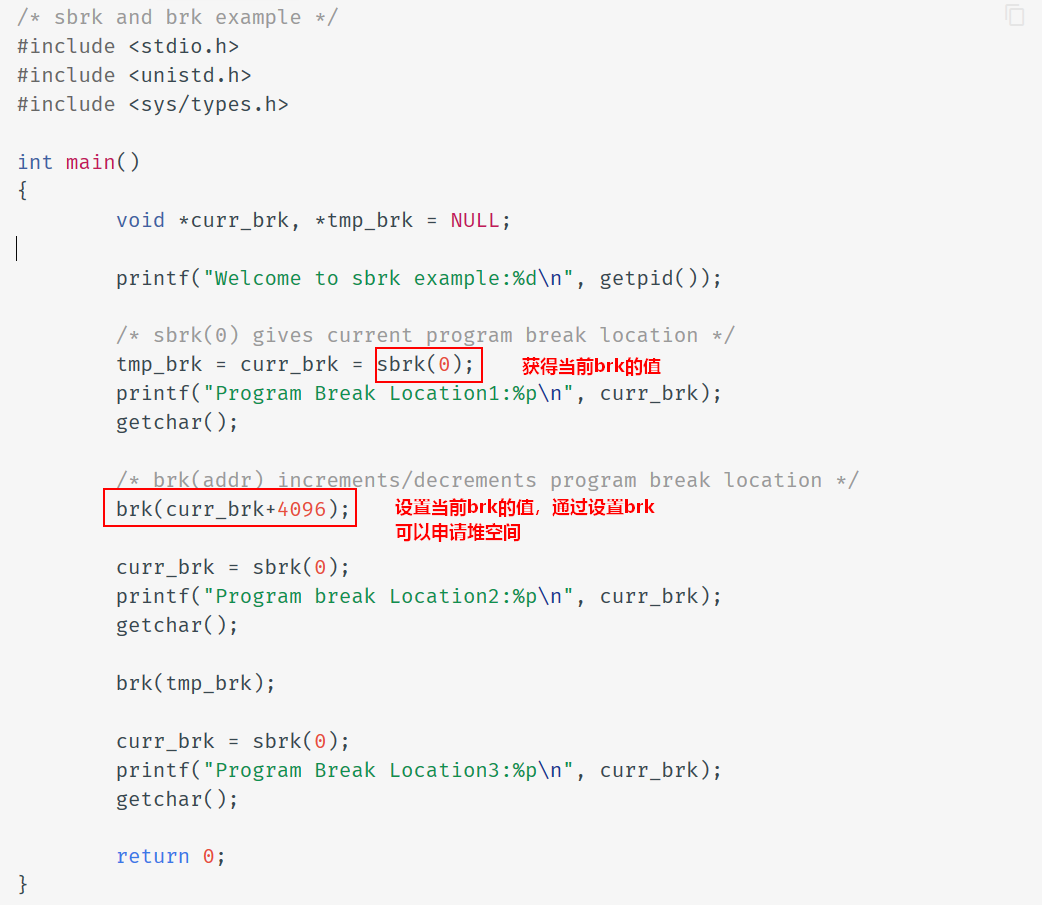 /* sbrk and brk example */
#include <stdio.h>
#include <unistd.h>
#include <sys/types.h>
int main()
{
void *curr_brk, *tmp_brk = NULL;
printf("Welcome to sbrk example:%d\n", getpid());
/* sbrk(0) gives current program break location */
tmp_brk = curr_brk = sbrk(0); 获得当前brk的值
printf("Program Break Location1:%p\n", curr_brk);
getchar();
/* brk(addr) increments/decrements program break location */
brk(curr_brk+4096); 设置当前brk的值，通过设置brk
可以申请堆空间
curr_brk = sbrk(0);
printf("Program break Location2:%p\n", curr_brk);
getchar();
brk(tmp_brk);
curr_brk = sbrk(0);
printf("Program Break Location3:%p\n", curr_brk);
getchar();
return 0;
}